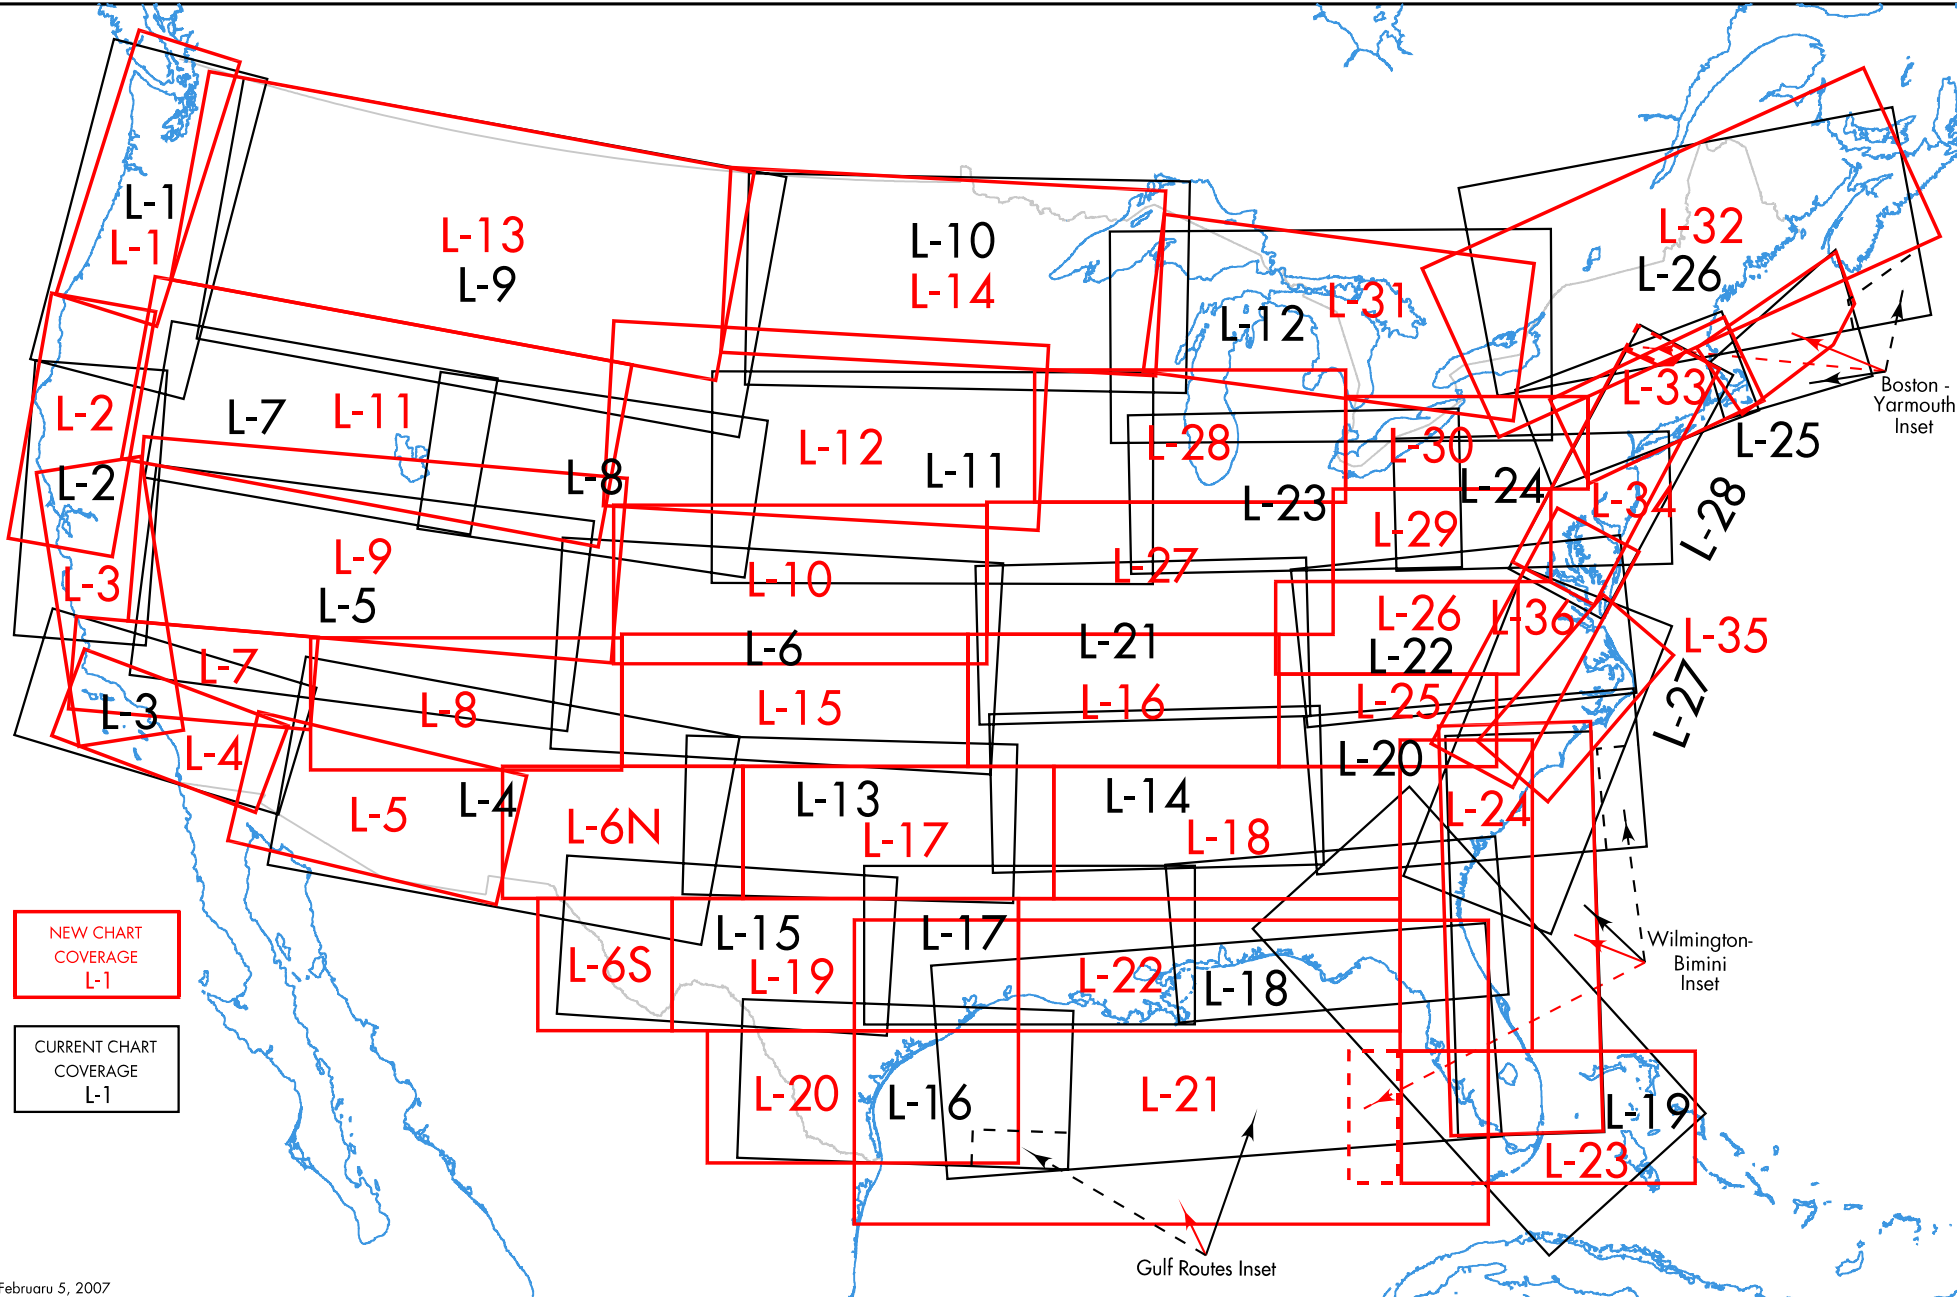 L-1
L-1
L-13
L-9
L-10
L-14
L-32
L-26
L-12
L-31
L-2
L-7
L-11
L-8
L-12
L-11
L-28
L-30
L-33
L-25
Boston -
Yarmouth
Inset
L-2
L-23
L-24
L-34
L-28
L-29
L-3
L-9
L-5
L-10
L-27
L-26
L-36
L-35
L-7
L-6
L-21
L-22
L-27
L-3
L-8
L-15
L-16
L-25
L-4
L-20
L-5
L-4
L-6N
L-13
L-17
L-14
L-18
L-24
NEW CHART
COVERAGE
L-1
L-6S
L-15
L-19
L-17
L-22
L-18
Wilmington-
Bimini
Inset
CURRENT CHART
COVERAGE
L-1
L-20
L-16
L-21
L-19
L-23
Gulf Routes Inset
Februaru 5, 2007